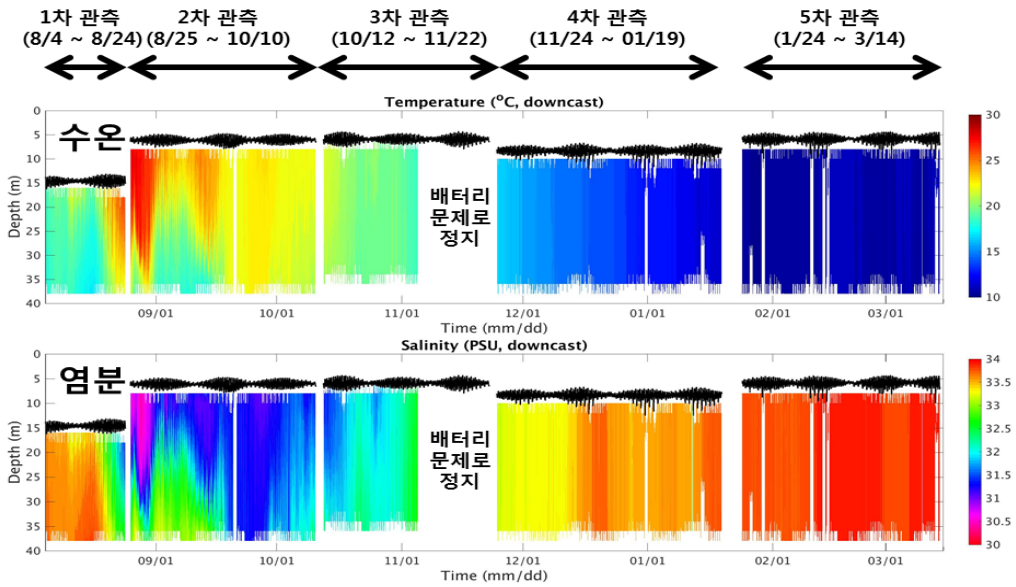 1차 관측 2차 관측 3차 관측 4차 관측 5차 관측
(8/4 ~ 8/24) (8/25 ~ 10/10) (10/12 ~ 11/22) (11/24 ~ 01/19) (1/24 ~ 3/14)
Temperature (°C, downcast)
수온
Depth (m)
0
5
10
15
20
25
30
35
40
배터리
문제로
정지
09/01 10/01 11/01 12/01 01/01 02/01 03/01
Time (mm/dd)
30
25
20
15
10
Salinity (PSU, downcast)
염분
Depth (m)
0
5
10
15
20
25
30
35
40
배터리
문제로
정지
09/01 10/01 11/01 12/01 01/01 02/01 03/01
Time (mm/dd)
34
33.5
33
32.5
32
31.5
31
30.5
30